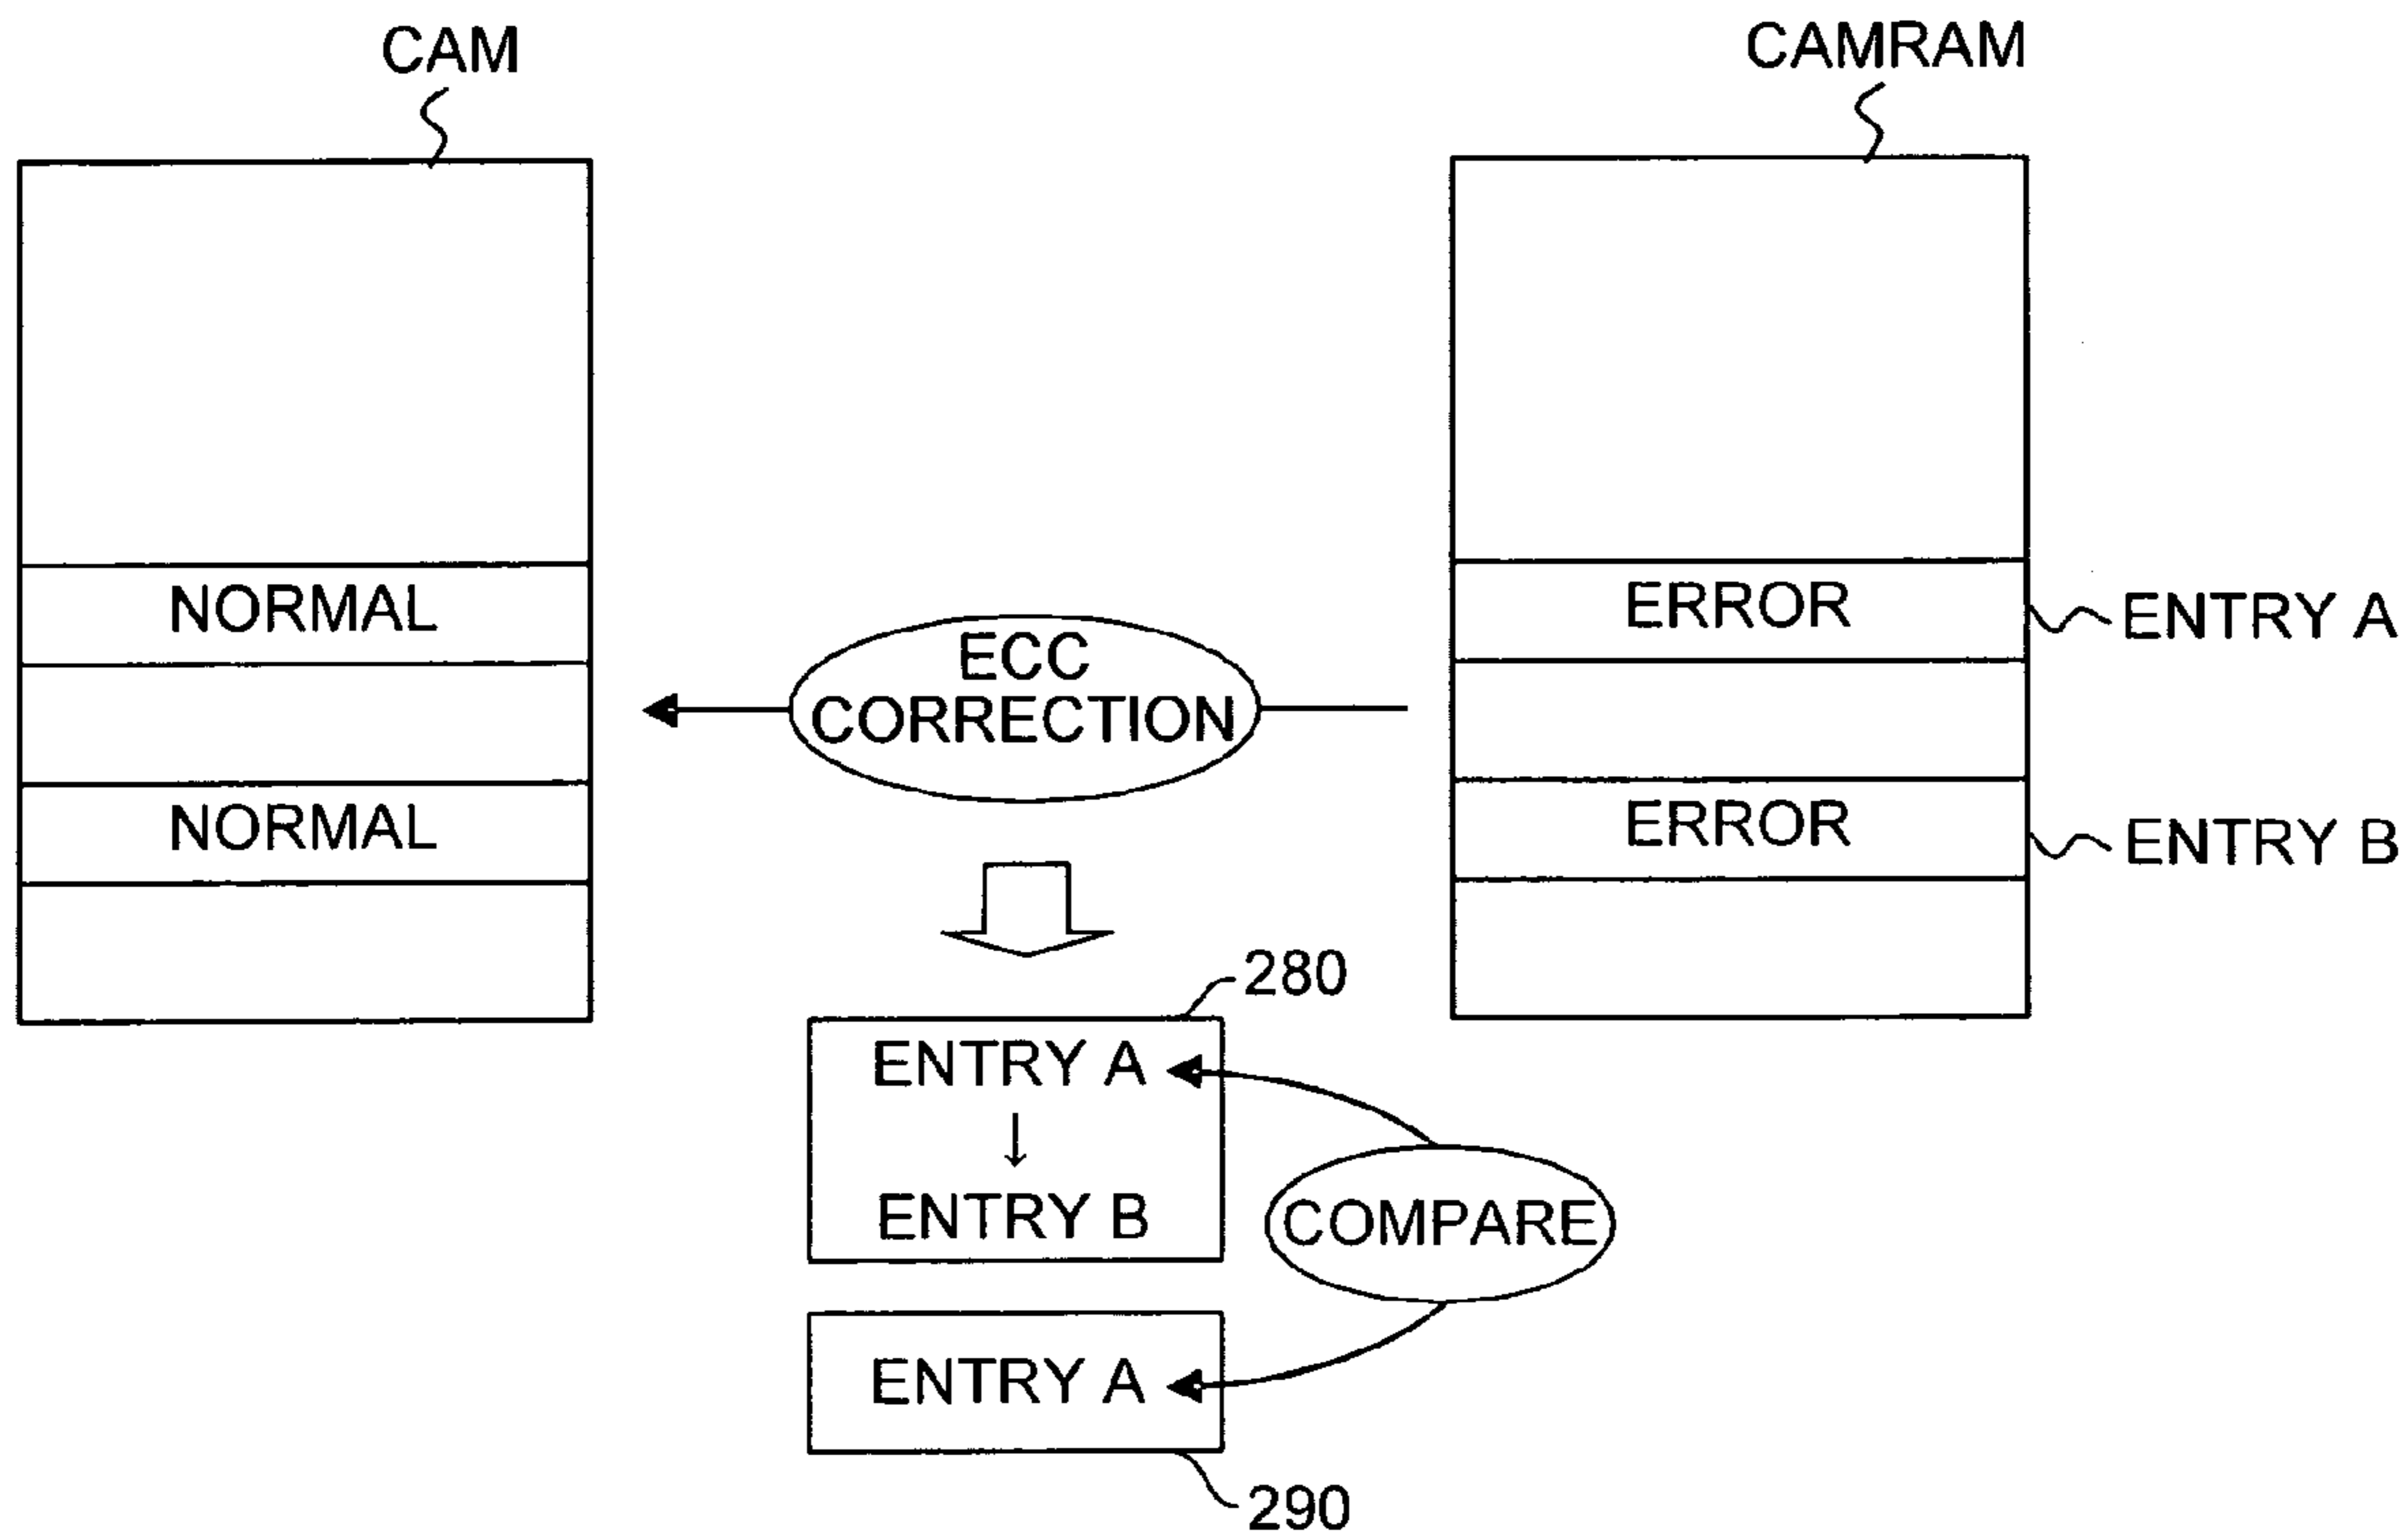 CAM
CAMRAM
NORMAL
ERROR
ENTRY A
ECC
CORRECTION
NORMAL
ERROR
ENTRY B
280
ENTRY A
↓
ENTRY B
COMPARE
ENTRY A
290